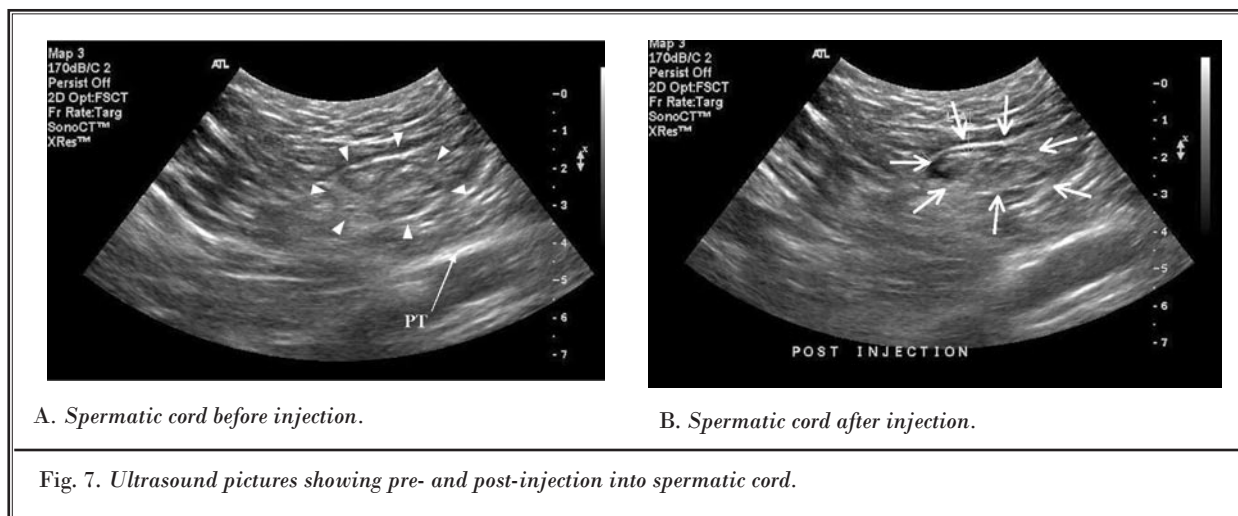 Map 3
170dB/C 2
Persist Off
2D Opt:FSCT
Fr Rate:Targ
SonoCT™
XRes™
ATL
0
1
x
2
3
4
5
6
7
PT
Map 3
170dB/C 2
Persist Off
2D Opt:FSCT
Fr Rate:Targ
SonoCT™
XRes™
ATL
0
1
x
2
3
4
5
6
7
POST INJECTION
A. Spermatic cord before injection.
B. Spermatic cord after injection.
Fig. 7. Ultrasound pictures showing pre- and post-injection into spermatic cord.